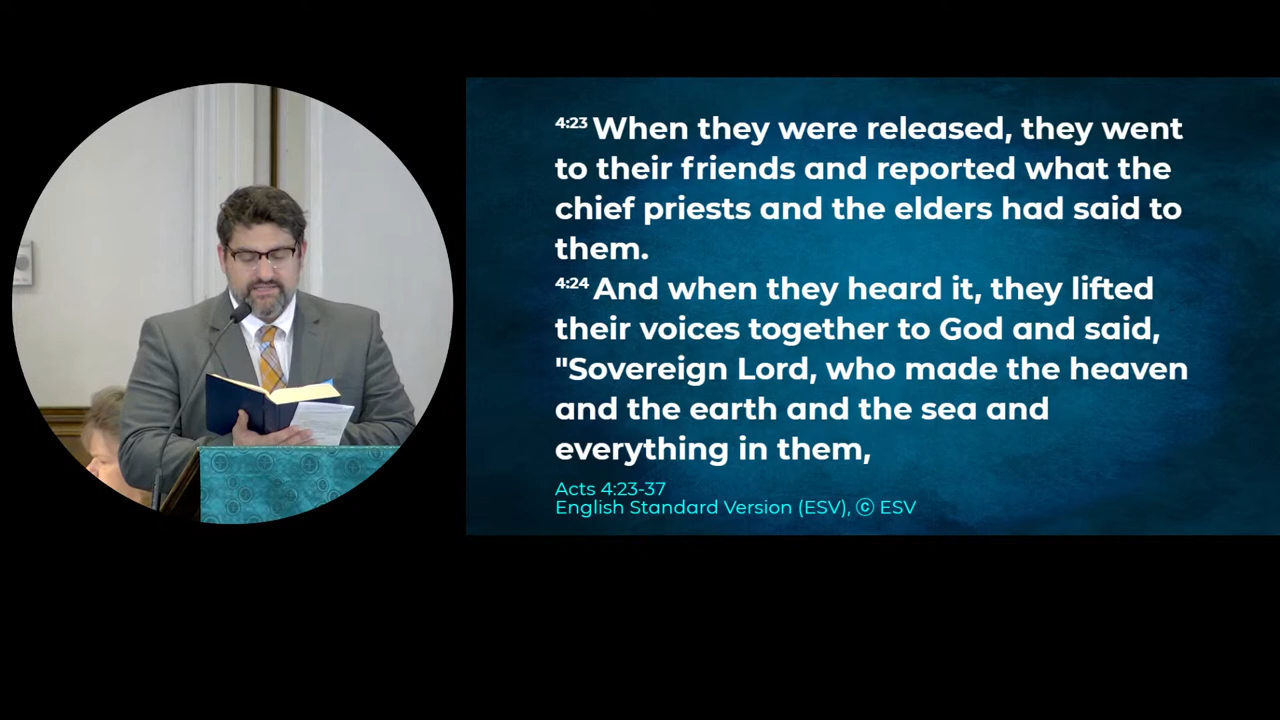 4:23 When they were released, they went
to their friends and reported what the
chief priests and the elders had said to
them.
4:24 And when they heard it, they lifted
their voices together to God and said,
"Sovereign Lord, who made the heaven
and the earth and the sea and
everything in them,
Acts 4:23-37
English Standard Version (ESV), ⓒ ESV